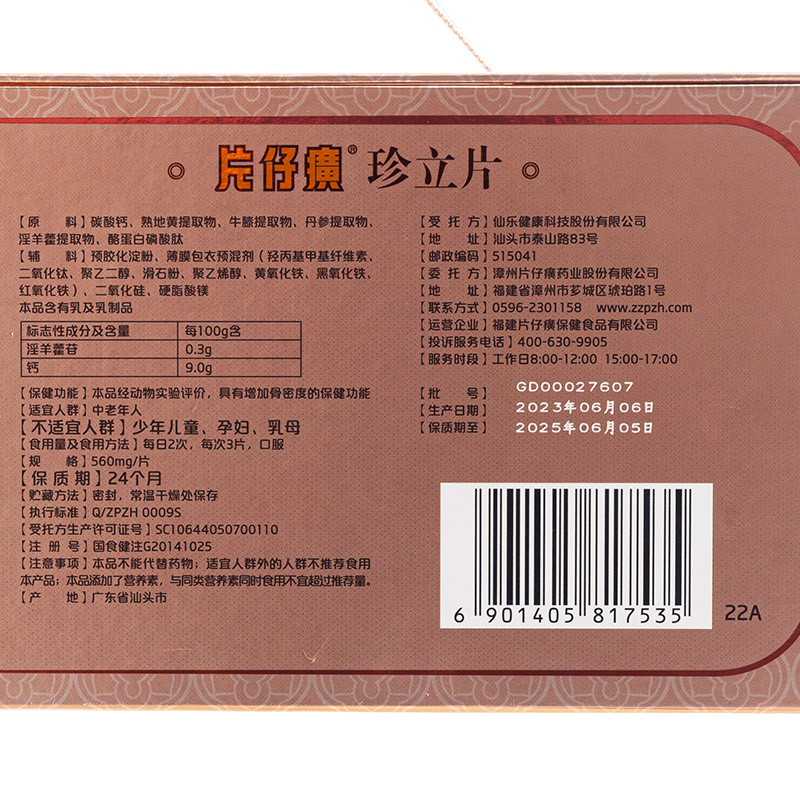 片仔癀® 珍立片
【原料】碳酸钙、熟地黄提取物、牛膝提取物、丹参提取物、
淫羊藿提取物、酪蛋白磷酸肽
【辅料】预胶化淀粉、薄膜包衣预混剂(羟丙基甲基纤维素、
二氧化钛、聚乙二醇、滑石粉、聚乙烯醇、黄氧化铁、黑氧化铁、
红氧化铁)、二氧化硅、硬脂酸镁
本品含有乳及乳制品
标志性成分及含量 每100g含
淫羊藿苷 0.3g
钙 9.0g
【保健功能】本品经动物实验评价,具有增加骨密度的保健功能
【适宜人群】中老年人
【不适宜人群】少年儿童、孕妇、乳母
【食用量及食用方法】每日2次,每次3片,口服
【规格】560mg/片
【保质期】24个月
【贮藏方法】密封,常温干燥处保存
【执行标准】Q/ZPZH 0009S
【受托方生产许可证号】SC10644050700110
【注册号】国食健注G20141025
【注意事项】本品不能代替药物;适宜人群外的人群不推荐食用
本产品;本品添加了营养素,与同类营养素同时食用不宜超过推荐量。
【产地】广东省汕头市
【受托方】仙乐健康科技股份有限公司
【地址】汕头市泰山路83号
【邮政编码】515041
【委托方】漳州片仔癀药业股份有限公司
【地址】福建省漳州市芗城区琥珀路1号
【联系方式】0596-2301158 www.zzpzh.com
【运营企业】福建片仔癀保健食品有限公司
【投诉服务电话】400-630-9905
【服务时段】工作日8:00-12:00 15:00-17:00
【批号】GD00027607
【生产日期】2023年06月06日
【保质期至】2025年06月05日
6 901405 817535
22A